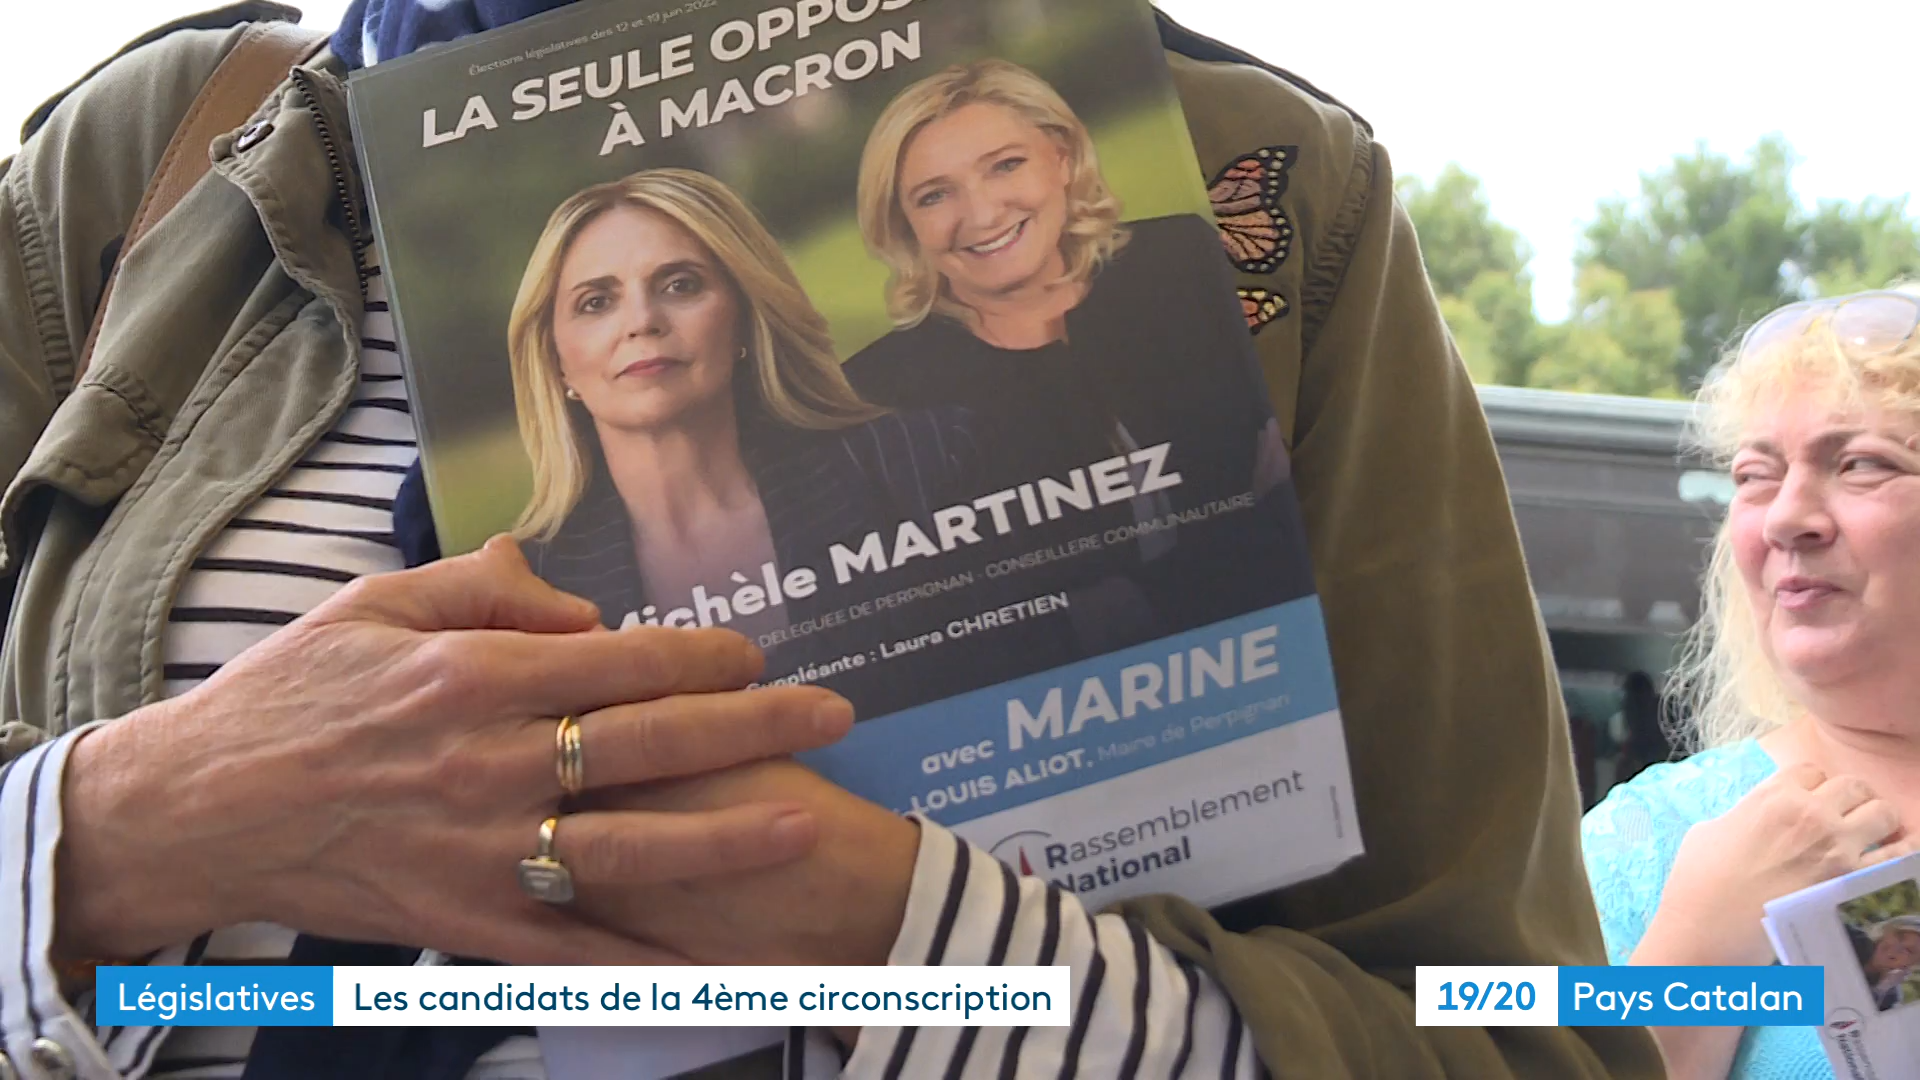 Élections législatives des 12 et 19 juin 2022
LA SEULE OPPOS
À MACRON
Michèle MARTINEZ
DELEGUEE DE PERPIGNAN - CONSEILLERE COMMUNAUTAIRE
Suppléante : Laura CHRETIEN
avec MARINE
LOUIS ALIOT, Maire de Perpignan
Rassemblement
National
Législatives
Les candidats de la 4ème circonscription
19/20
Pays Catalan